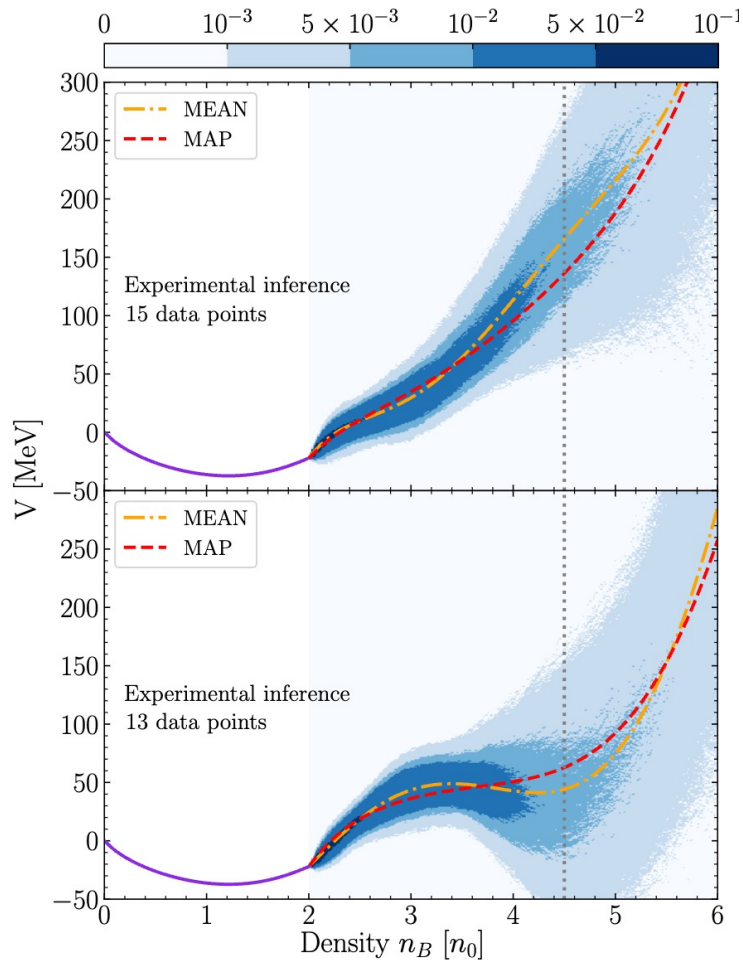 0 10⁻³ 5 × 10⁻³ 10⁻² 5 × 10⁻² 10⁻¹
300
250
200
150
100
50
0
−50
MEAN
MAP
Experimental inference
15 data points
V [MeV]
250
200
150
100
50
0
−50
MEAN
MAP
Experimental inference
13 data points
0 1 2 3 4 5 6
Density n_B [n_0]